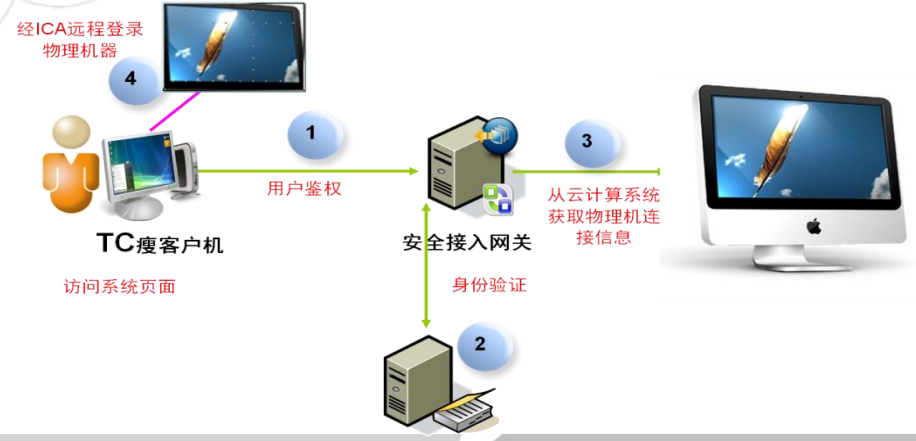 经ICA远程登录
物理机器
4
1
用户鉴权
3
从云计算系统
获取物理机连
接信息
TC瘦客户机
安全接入网关
访问系统页面
身份验证
2